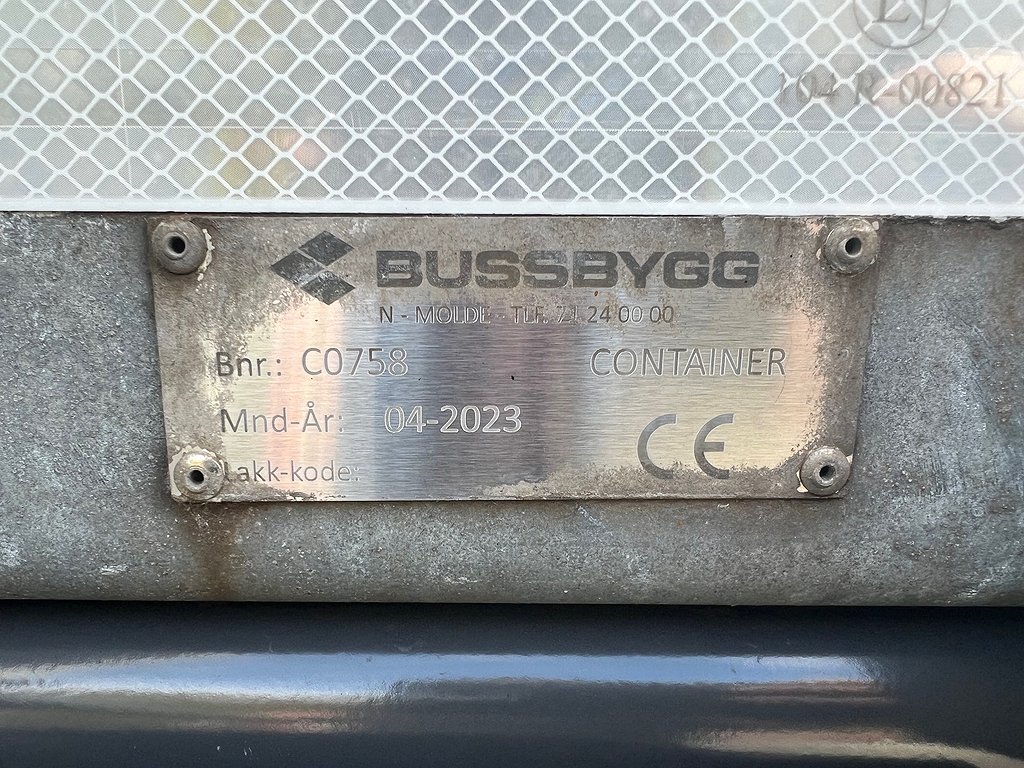 104 R-00821
BUSSBYGG
N - MOLDE - TLF. 71 24 00 00
Bnr.: C0758 CONTAINER
Mnd-År: 04-2023
Lakk-kode:
CE